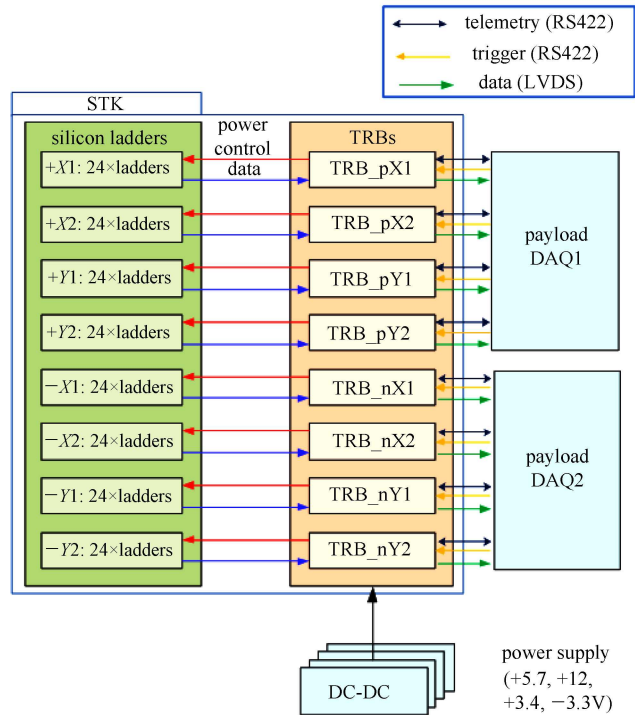 telemetry (RS422)
trigger (RS422)
data (LVDS)
STK
silicon ladders
power
control
data
TRBs
+X1: 24×ladders
TRB_pX1
+X2: 24×ladders
TRB_pX2
+Y1: 24×ladders
TRB_pY1
+Y2: 24×ladders
TRB_pY2
payload
DAQ1
−X1: 24×ladders
TRB_nX1
−X2: 24×ladders
TRB_nX2
−Y1: 24×ladders
TRB_nY1
−Y2: 24×ladders
TRB_nY2
payload
DAQ2
DC-DC
power supply
(+5.7, +12,
+3.4, −3.3V)